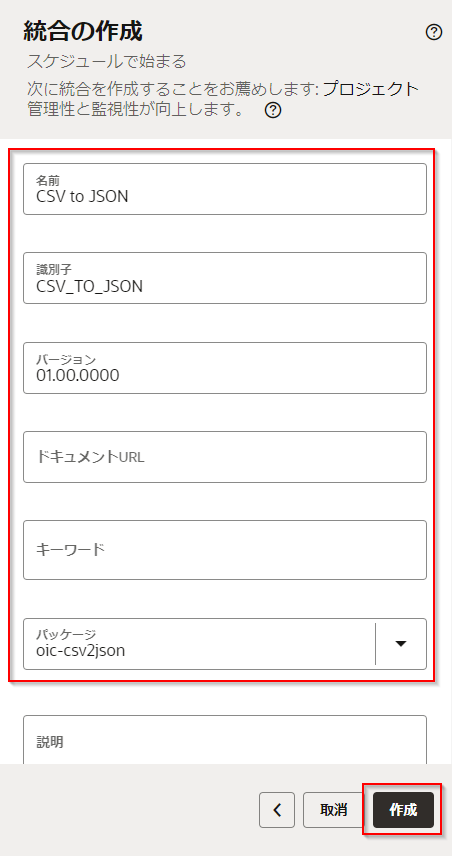 統合の作成
スケジュールで始まる
次に統合を作成することをお薦めします: プロジェクト
管理性と監視性が向上します。
名前
CSV to JSON
識別子
CSV_TO_JSON
バージョン
01.00.0000
ドキュメントURL
キーワード
パッケージ
oic-csv2json
説明
取消
作成